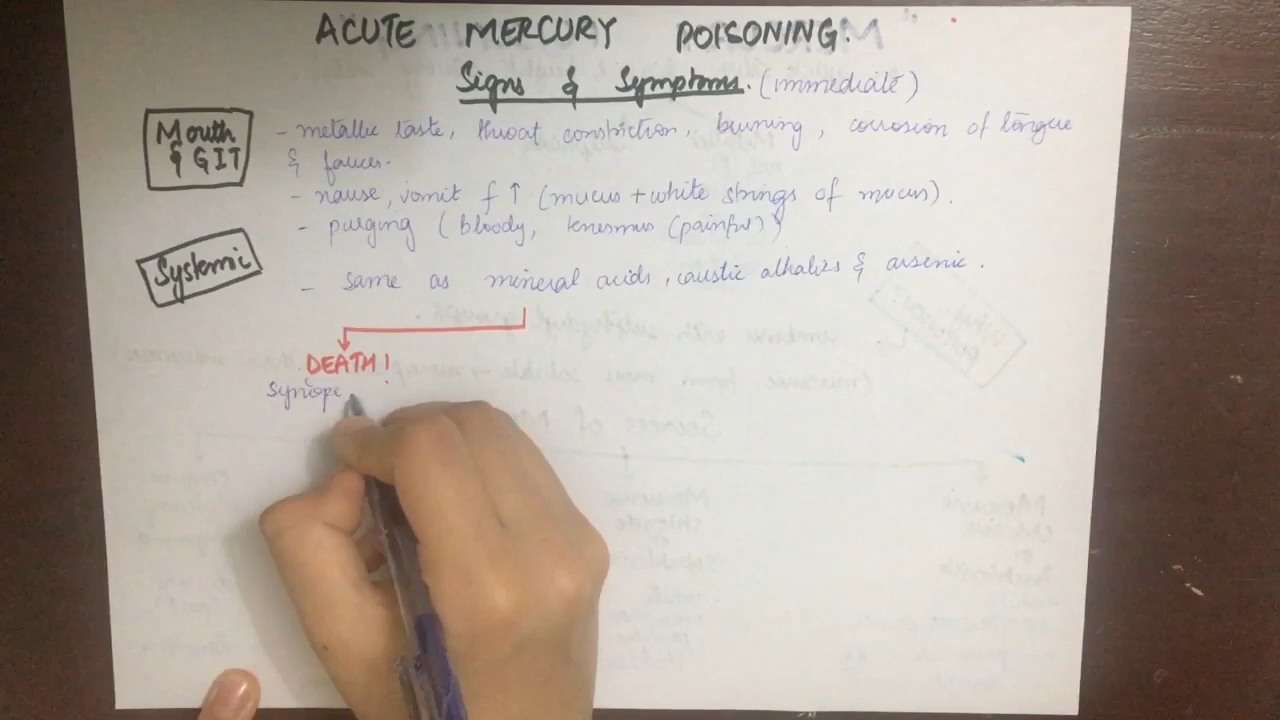 ACUTE MERCURY POISONING.
Signs & Symptoms. (immediate)
Mouth
& GIT
- metallic taste, throat constriction, burning, corrosion of tongue
& fauces.
- nause, vomit f ↑ (mucus + white strings of mucus).
- purging (bloody, tenesmus (painful))
Systemic
- same as mineral acids, caustic alkalis & arsenic.
DEATH!
Syncope